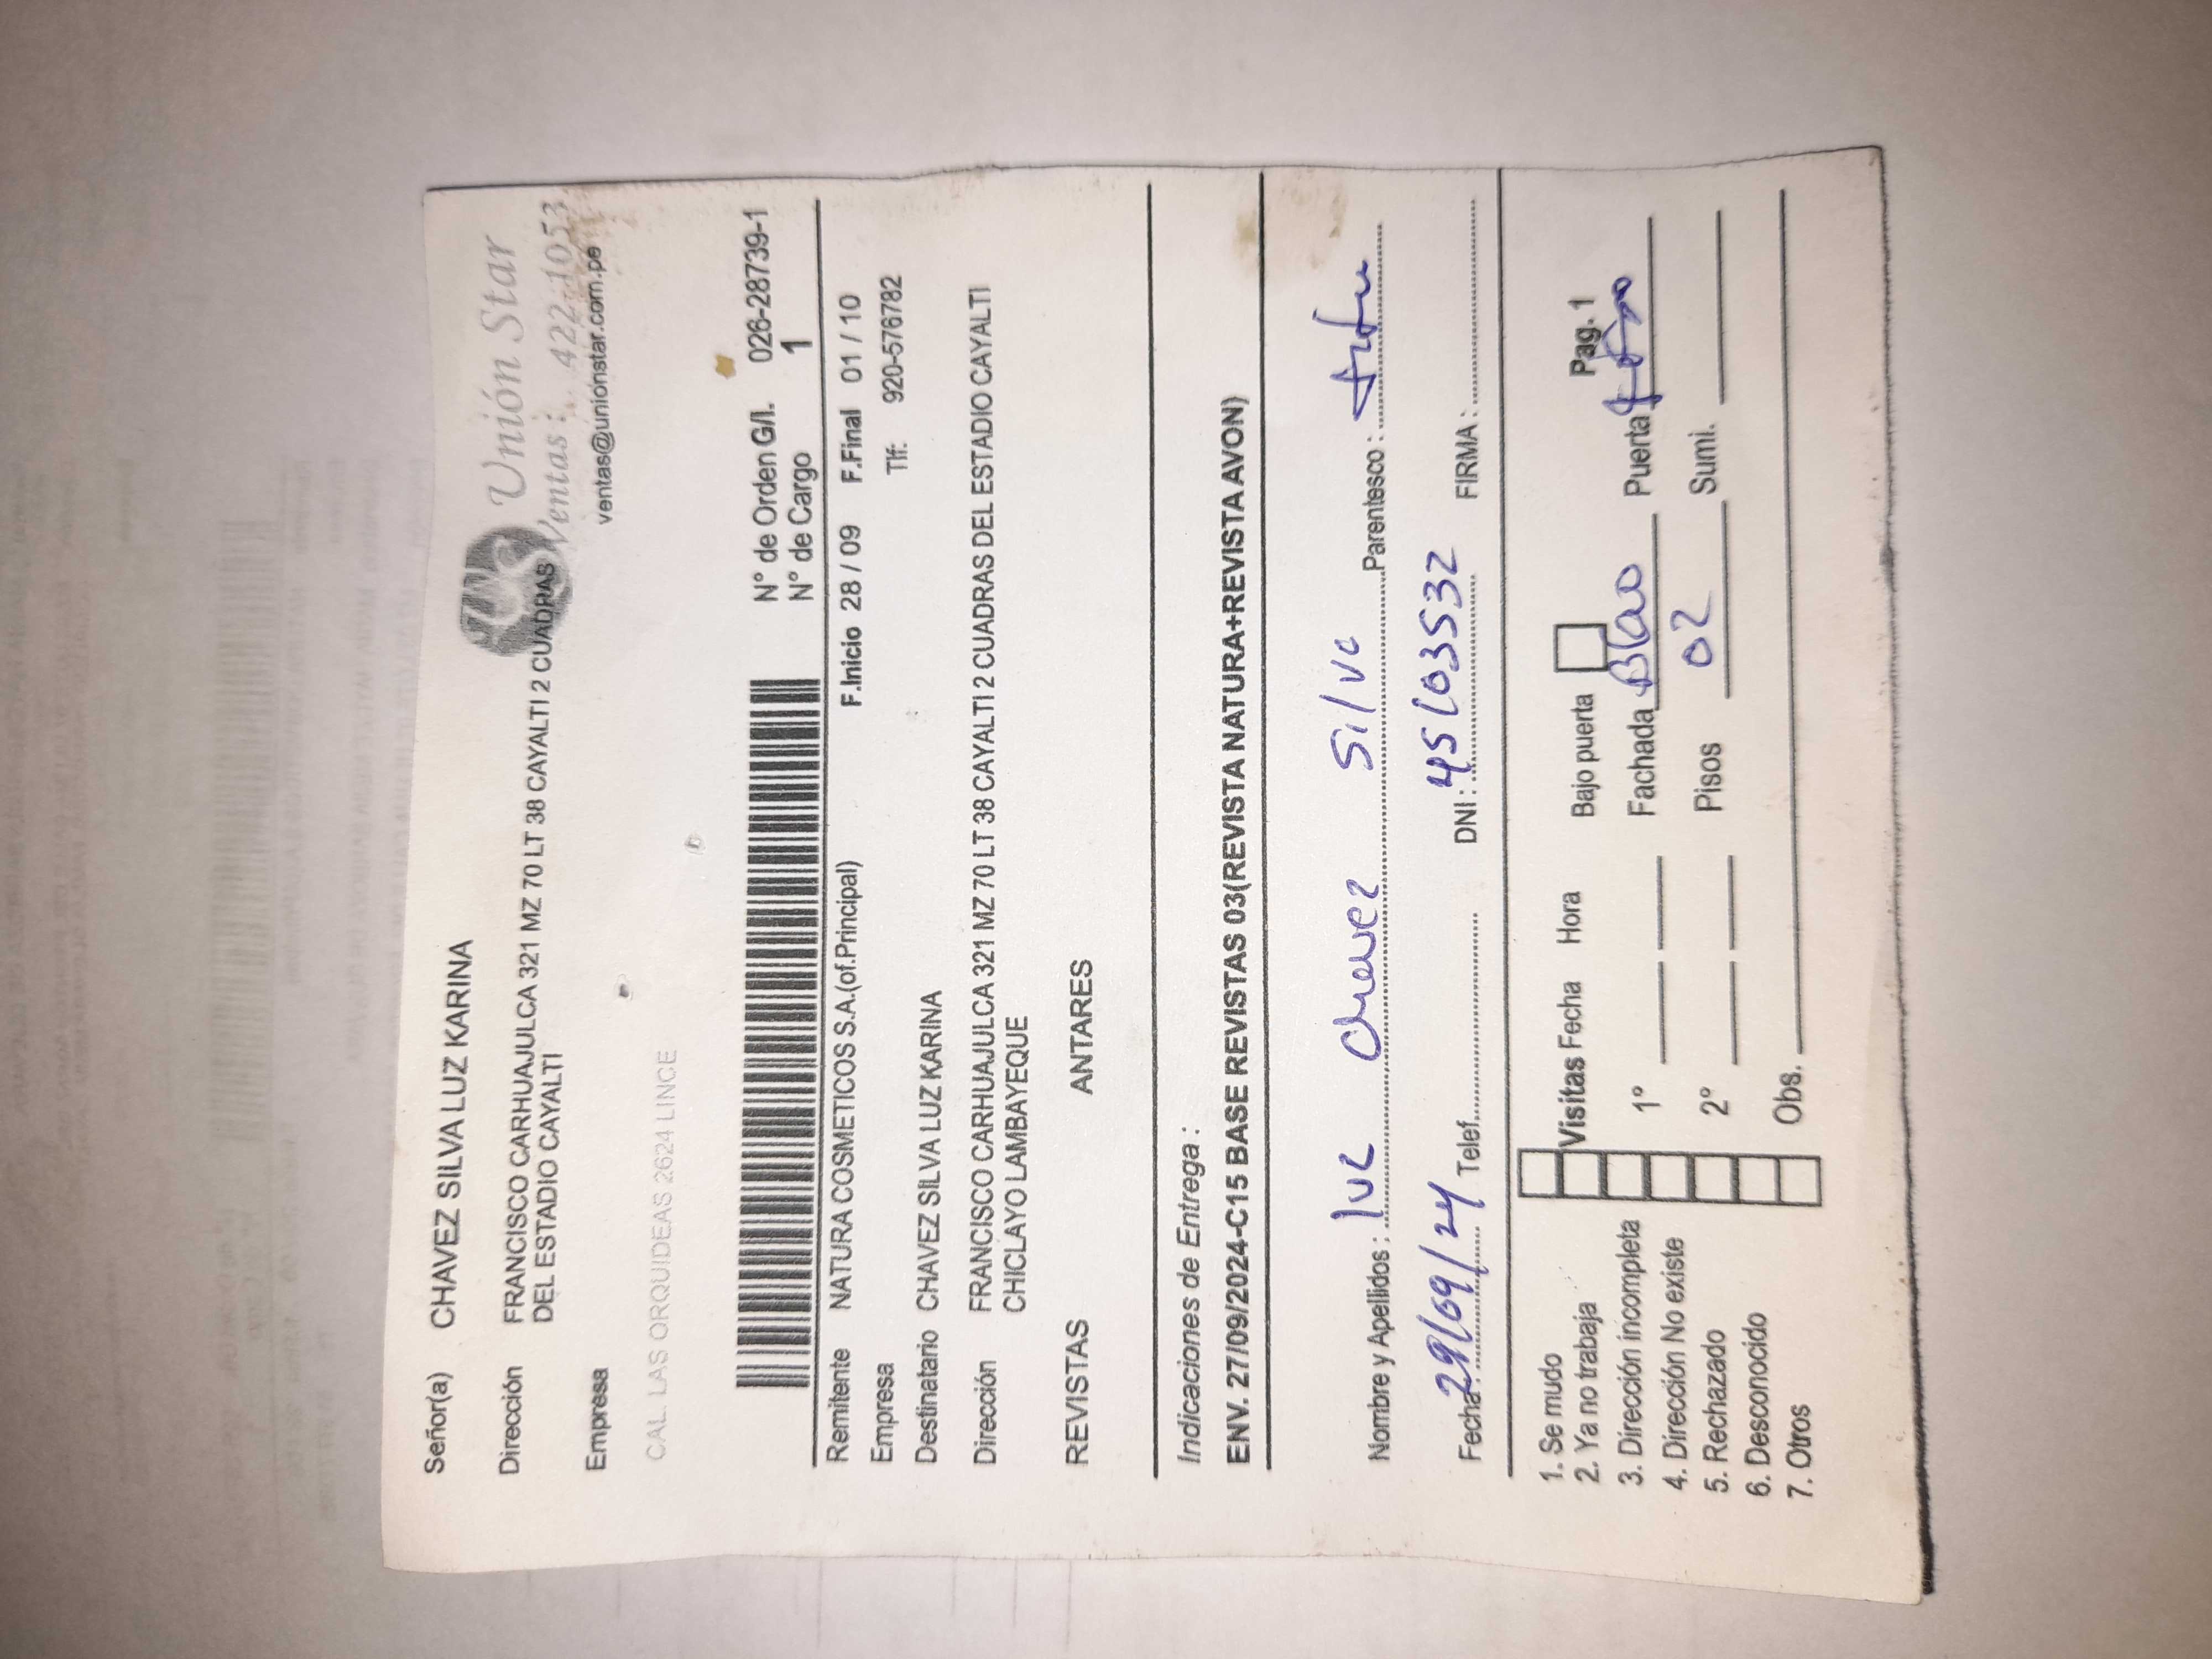 Señor(a) CHAVEZ SILVA LUZ KARINA
Unión Star
Ventas: 422-1053
ventas@unionstar.com.pe
Dirección FRANCISCO CARHUAJULCA 321 MZ 70 LT 38 CAYALTI 2 CUADRAS
DEL ESTADIO CAYALTI
Empresa
CAL. LAS ORQUIDEAS 2624 LINCE
N° de Orden G/I. 026-28739-1
N° de Cargo 1
Remitente NATURA COSMETICOS S.A.(of.Principal) F.Inicio 28 / 09 F.Final 01 / 10
Empresa Tlf: 920-576782
Destinatario CHAVEZ SILVA LUZ KARINA
Dirección FRANCISCO CARHUAJULCA 321 MZ 70 LT 38 CAYALTI 2 CUADRAS DEL ESTADIO CAYALTI
CHICLAYO LAMBAYEQUE
REVISTAS ANTARES
Indicaciones de Entrega :
ENV. 27/09/2024-C15 BASE REVISTAS 03(REVISTA NATURA+REVISTA AVON)
Nombre y Apellidos : luz Chavez Silva Parentesco :
Fecha 29/09/24 Telef. DNI : FIRMA :
Pag. 1
1. Se mudo Visitas Fecha Hora Bajo puerta
2. Ya no trabaja
3. Dirección incompleta 1° Fachada Puerta
4. Dirección No existe
5. Rechazado 2° Pisos 02 Sumi.
6. Desconocido
7. Otros Obs.